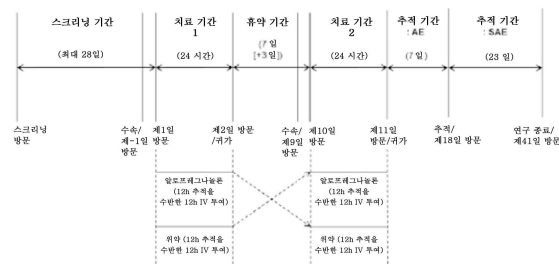 스크리닝 기간
(최대 28일)
치료 기간
1
(24 시간)
휴약 기간
(7일
[+3일])
치료 기간
2
(24 시간)
추적 기간
: AE
(7일)
추적 기간
: SAE
(23 일)
스크리닝
방문
수속/
제-1일
방문
제1일
방문
제2일 방문
/귀가
수속/
제9일
방문
제10일
방문
제11일
방문/귀가
추적/
제18일 방문
연구 종료/
제41일 방문
알로프레그나놀론
(12h 추적을
수반한 12h IV 투여)
알로프레그나놀론
(12h 추적을
수반한 12h IV 투여)
위약 (12h 추적을
수반한 12h IV 투여)
위약 (12h 추적을
수반한 12h IV 투여)